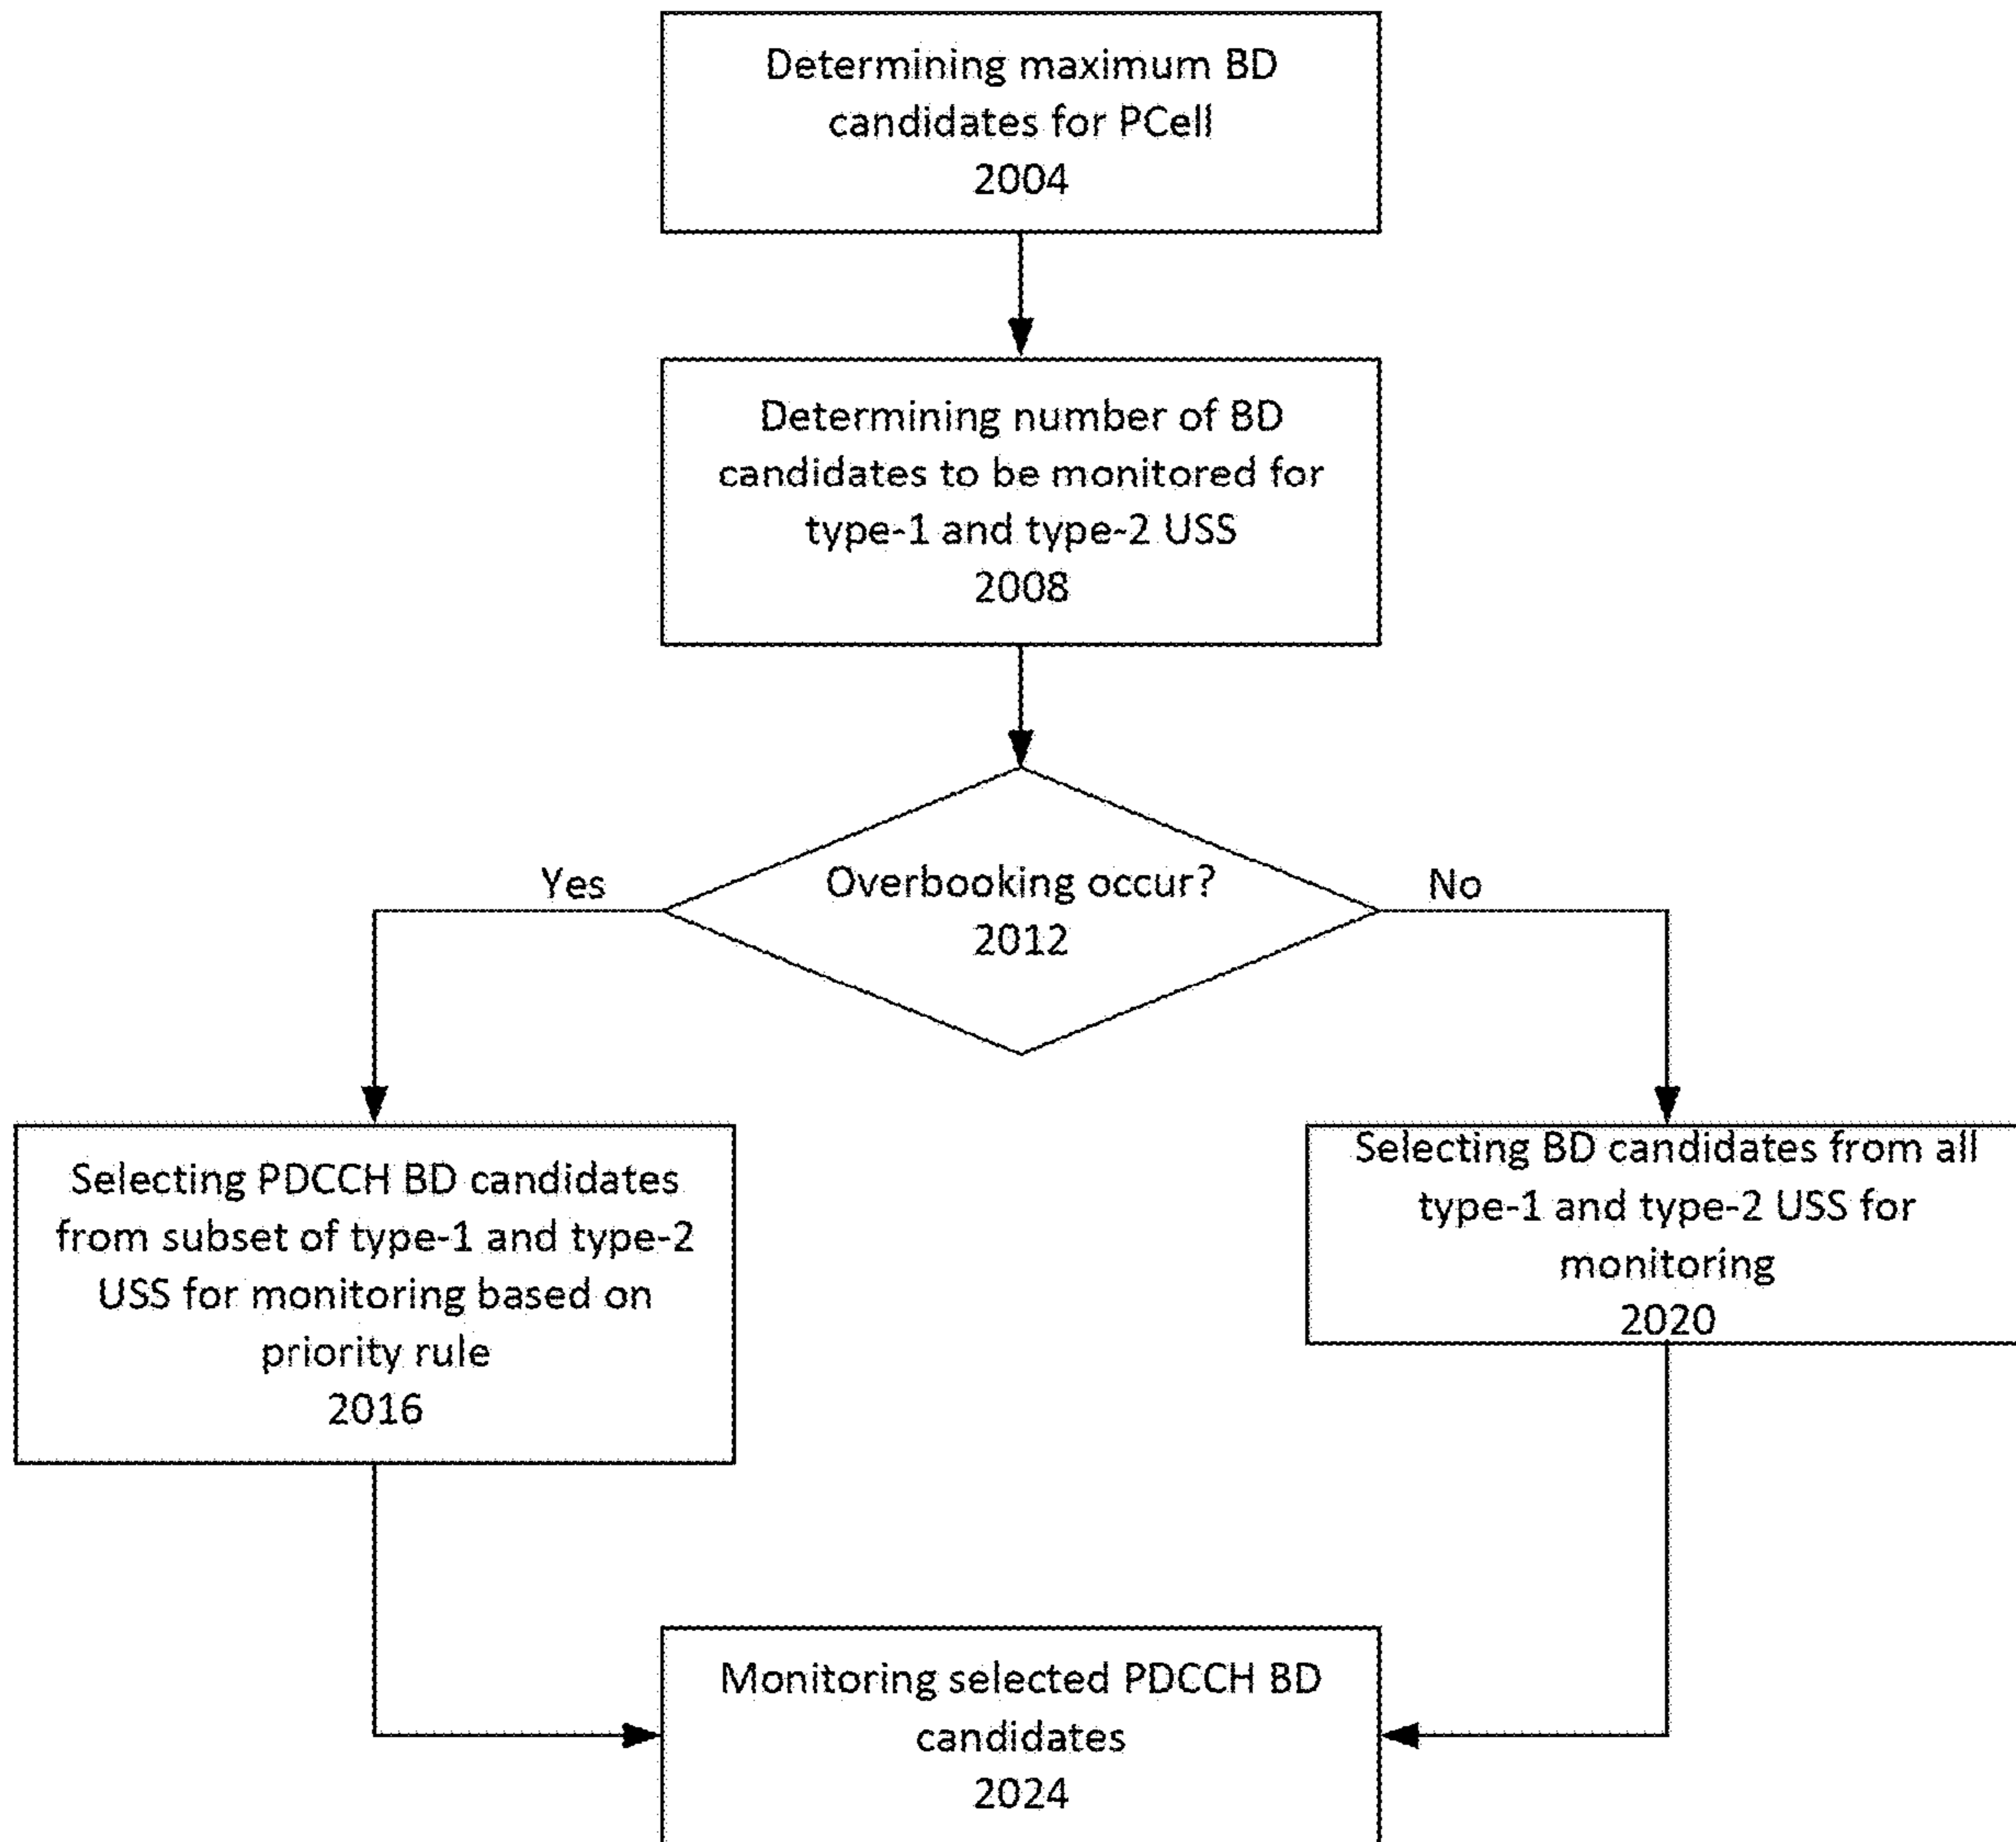 Determining maximum BD
candidates for PCell
2004
Determining number of BD
candidates to be monitored for
type-1 and type-2 USS
2008
Overbooking occur?
2012
Yes
No
Selecting PDCCH BD candidates
from subset of type-1 and type-2
USS for monitoring based on
priority rule
2016
Selecting BD candidates from all
type-1 and type-2 USS for
monitoring
2020
Monitoring selected PDCCH BD
candidates
2024